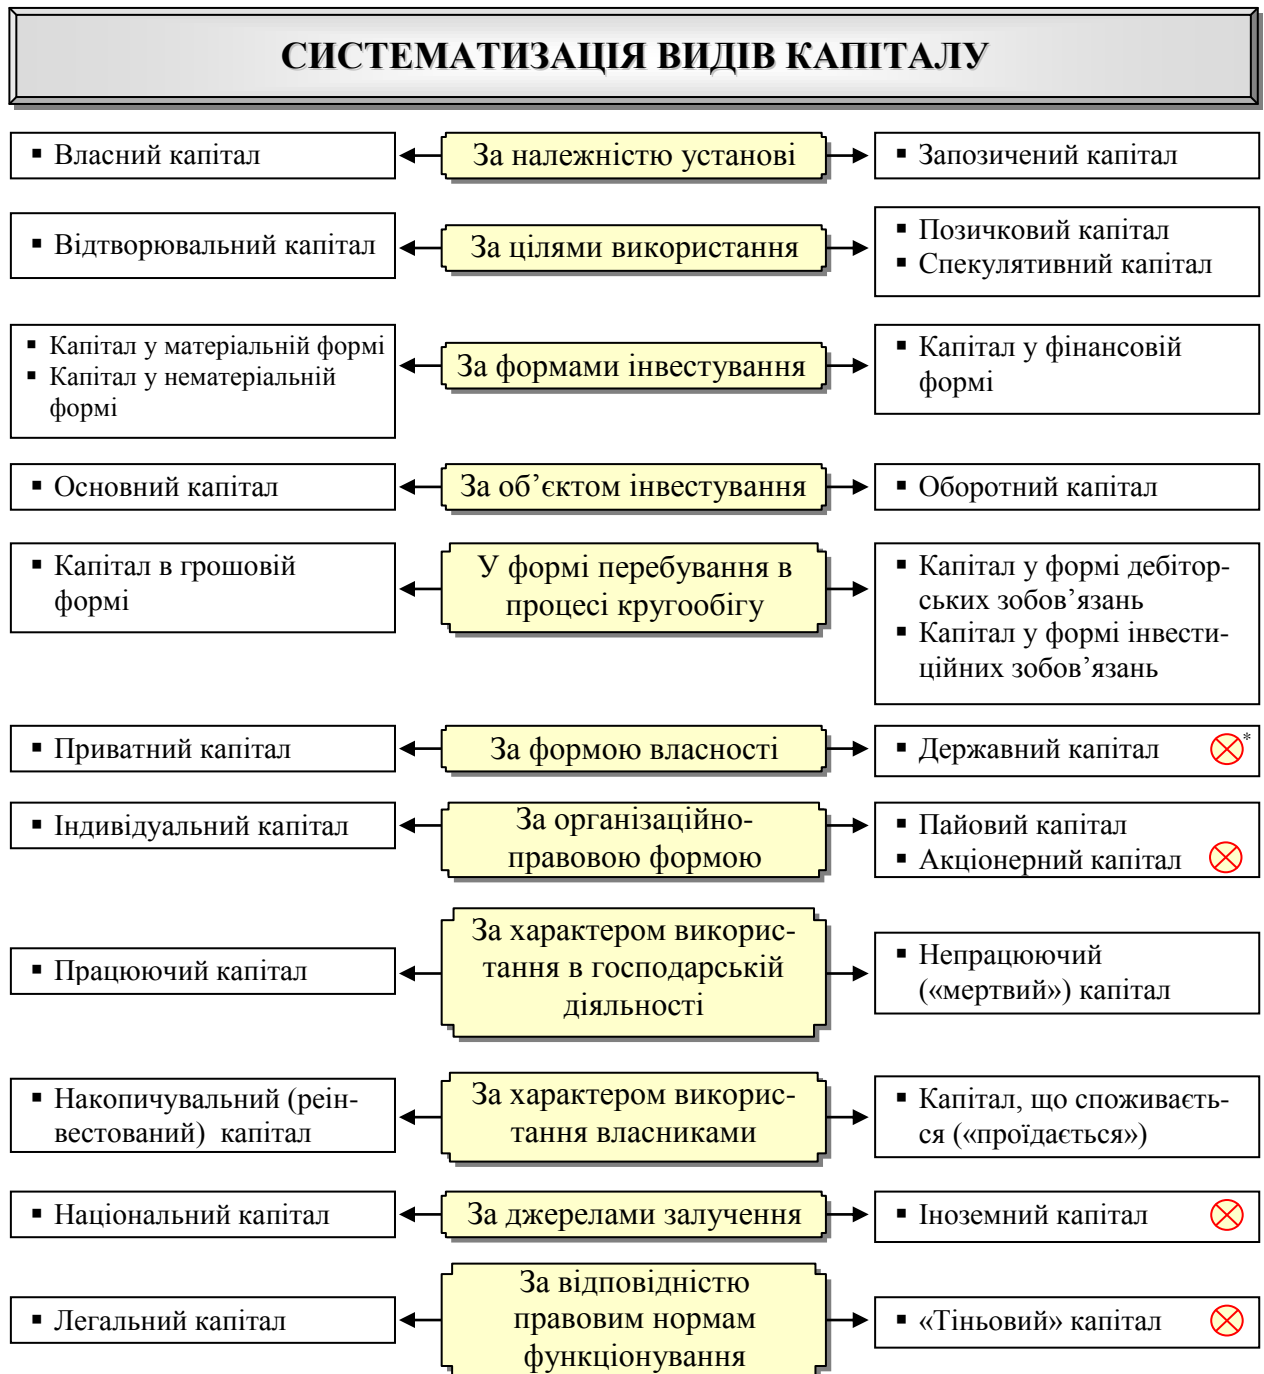 СИСТЕМАТИЗАЦІЯ ВИДІВ КАПІТАЛУ
▪ Власний капітал
За належністю установі
▪ Запозичений капітал
▪ Відтворювальний капітал
За цілями використання
▪ Позичковий капітал
▪ Спекулятивний капітал
▪ Капітал у матеріальній формі
▪ Капітал у нематеріальній
формі
За формами інвестування
▪ Капітал у фінансовій
формі
▪ Основний капітал
За об’єктом інвестування
▪ Оборотний капітал
▪ Капітал в грошовій
формі
У формі перебування в
процесі кругообігу
▪ Капітал у формі дебітор-
ських зобов’язань
▪ Капітал у формі інвести-
ційних зобов’язань
▪ Приватний капітал
За формою власності
▪ Державний капітал *
▪ Індивідуальний капітал
За організаційно-
правовою формою
▪ Пайовий капітал
▪ Акціонерний капітал
▪ Працюючий капітал
За характером викорис-
тання в господарській
діяльності
▪ Непрацюючий
(«мертвий») капітал
▪ Накопичувальний (реін-
вестований) капітал
За характером викорис-
тання власниками
▪ Капітал, що споживаєть-
ся («проїдається»)
▪ Національний капітал
За джерелами залучення
▪ Іноземний капітал
▪ Легальний капітал
За відповідністю
правовим нормам
функціонування
▪ «Тіньовий» капітал